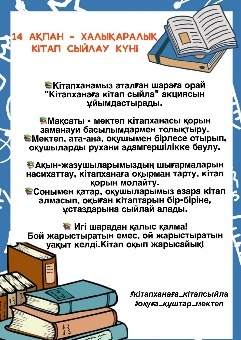 14 АҚПАН - ХАЛЫҚАРАЛЫҚ
КІТАП СЫЙЛАУ КҮНІ
Кітапханамыз аталған шараға орай
"Кітапханаға кітап сыйла" акциясын
ұйымдастырады.
Мақсаты - мектеп кітапханасы қорын
заманауи басылымдармен толықтыру.
Мектеп, ата-ана, оқушымен бірлесе отырып,
оқушыларды рухани адамгершілікке баулу.
Ақын-жазушыларымыздың шығармаларын
насихаттау, кітапханаға оқырман тарту, кітап
қорын молайту.
Сонымен қатар, оқушыларымыз өзара кітап
алмасып, оқыған кітаптарын бір-біріне,
ұстаздарына сыйлай алады.
Игі шарадан қалыс қалма!
Бой жарыстыратын емес, ой жарыстыратын
уақыт келді.Кітап оқып жарысайық!
#кітапханаға_кітапсыйла
#оқуға_құштар_мектеп